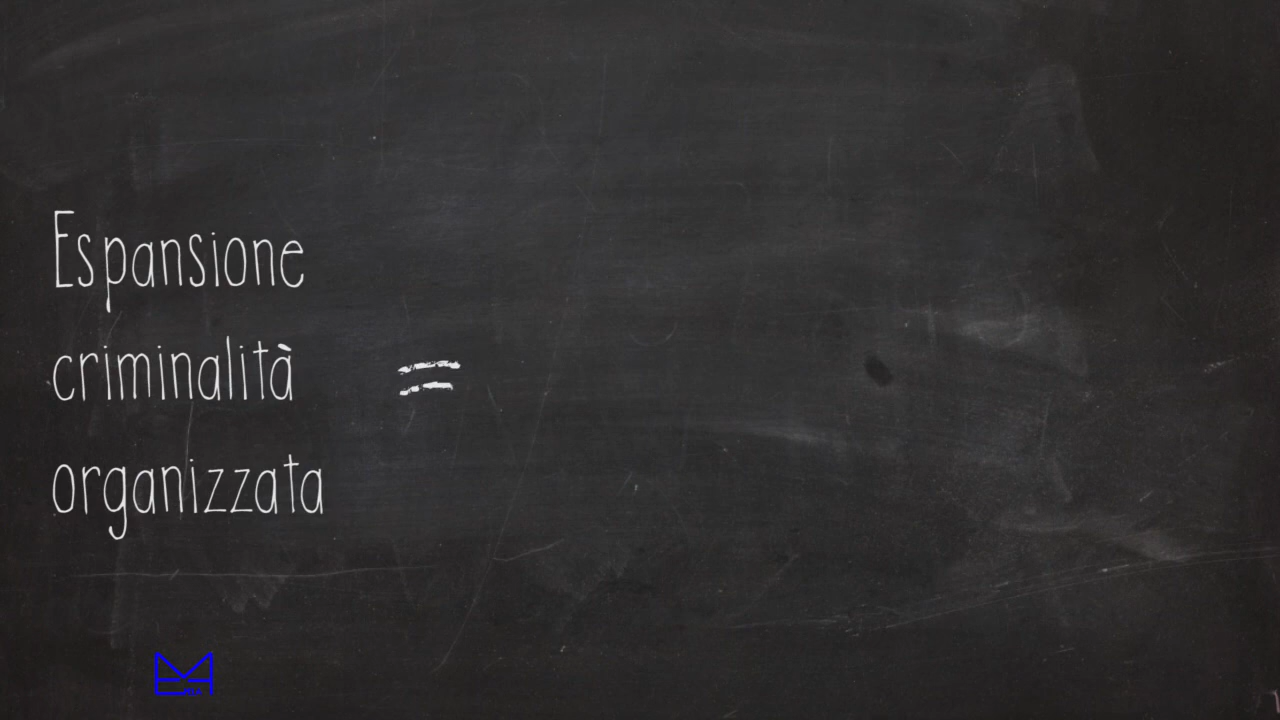 Espansione
criminalità =
organizzata